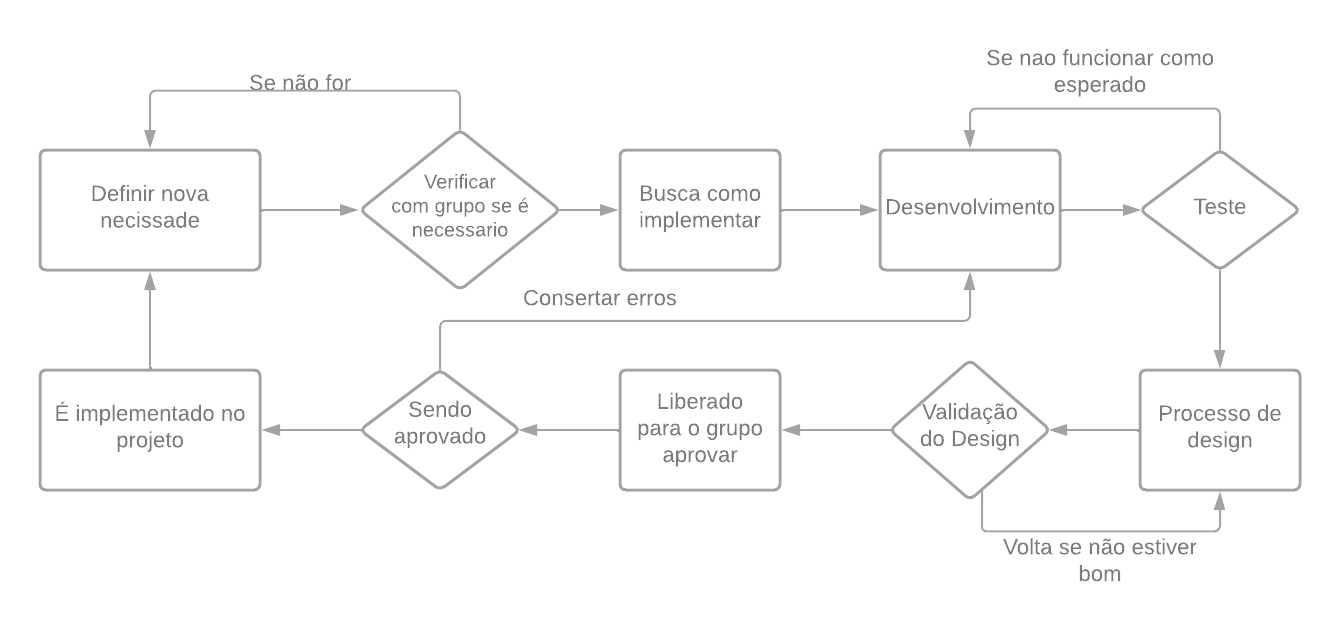 Se nao funcionar como
esperado
Se não for
Definir nova
necissade
Verificar
com grupo se é
necessario
Busca como
implementar
Desenvolvimento
Teste
Consertar erros
É implementado no
projeto
Sendo
aprovado
Liberado
para o grupo
aprovar
Validação
do Design
Processo de
design
Volta se não estiver
bom